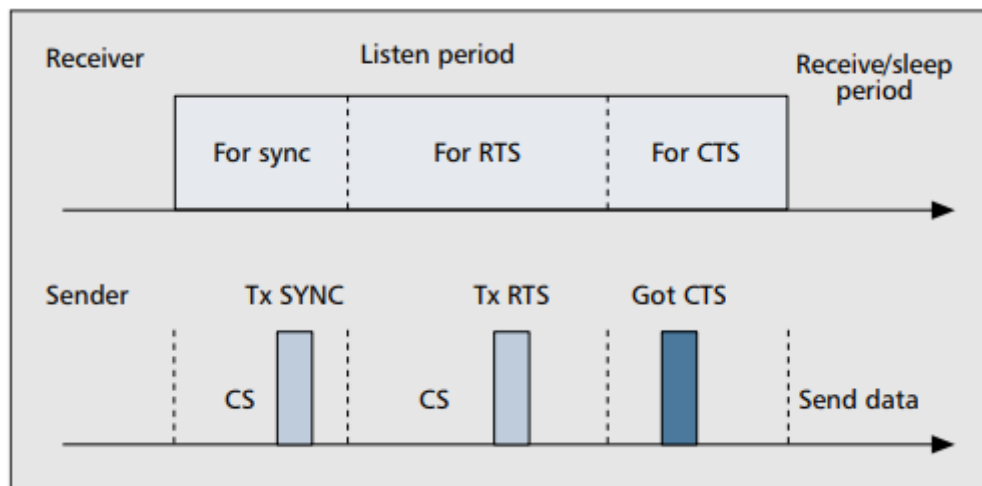 Receiver
Listen period
Receive/sleep
period
For sync
For RTS
For CTS
Sender
Tx SYNC
Tx RTS
Got CTS
CS
CS
Send data